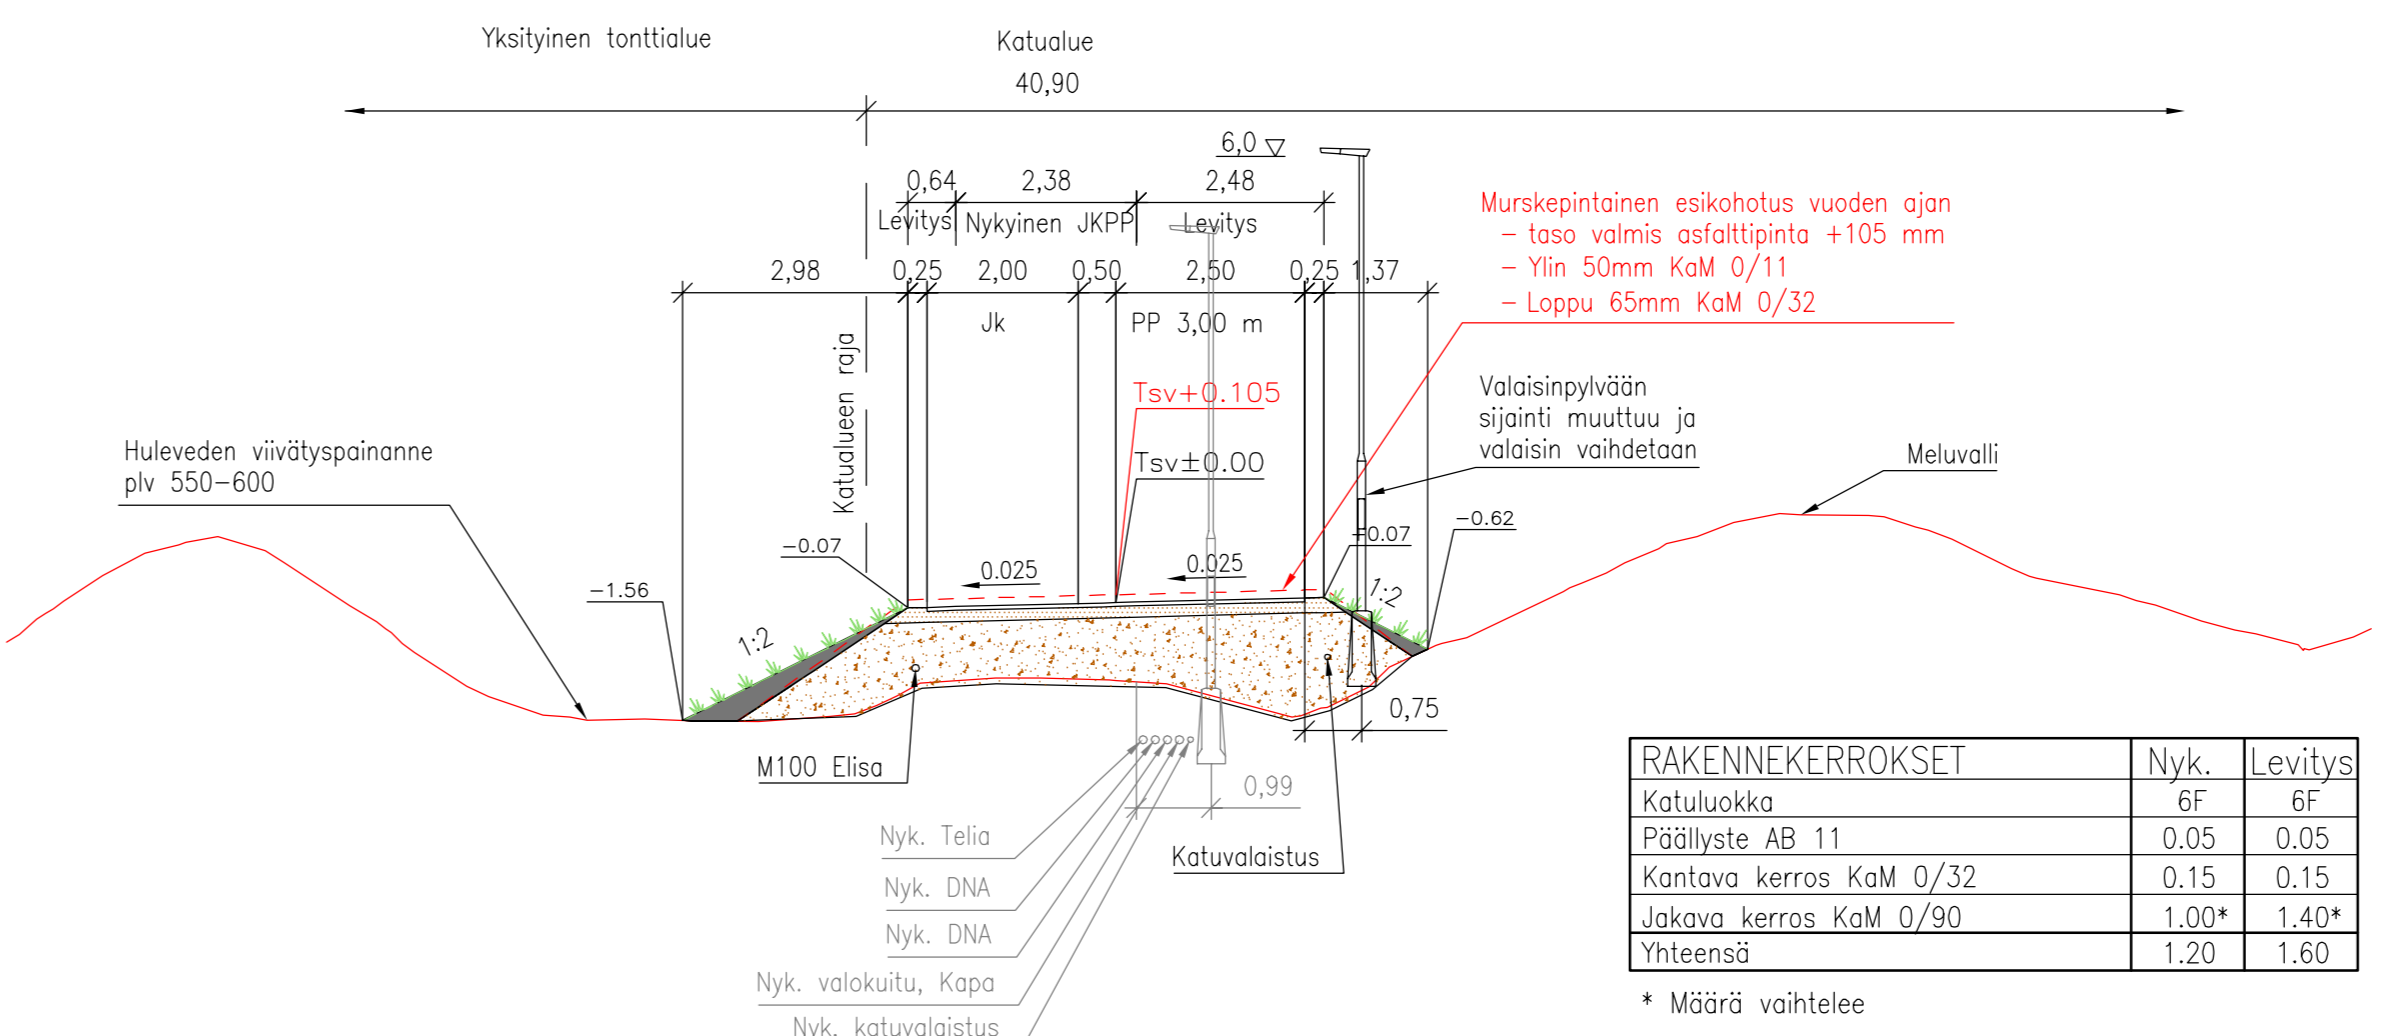 Yksityinen tonttialue
Katualue
40,90
6,0
0,64
2,38
2,48
Levitys
Nykyinen JKPP
Levitys
2,98
0,25
2,00
0,50
2,50
0,25
1,37
Jk
PP 3,00 m
Katualueen raja
Murskepintainen esikohotus vuoden ajan
- taso valmis asfalttipinta +105 mm
- Ylin 50mm KaM 0/11
- Loppu 65mm KaM 0/32
Tsv+0.105
Tsv±0.00
Valaisinpylvään
sijainti muuttuu ja
valaisin vaihdetaan
Meluvalli
Huleveden viivätyspainanne
plv 550-600
-0.07
+0.07
-0.62
-1.56
0.025
0.025
1:2
1:2
0,75
M100 Elisa
0,99
Katuvalaistus
Nyk. Telia
Nyk. DNA
Nyk. DNA
Nyk. valokuitu, Kapa
Nyk. katuvalaistus
RAKENNEKERROKSET Nyk. Levitys
Katuluokka 6F 6F
Päällyste AB 11 0.05 0.05
Kantava kerros KaM 0/32 0.15 0.15
Jakava kerros KaM 0/90 1.00* 1.40*
Yhteensä 1.20 1.60
* Määrä vaihtelee